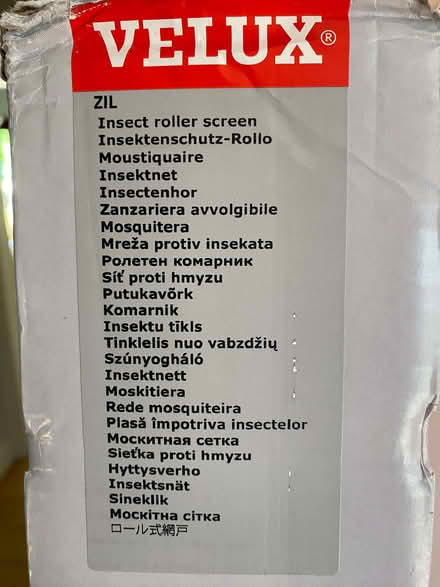 VELUX®
ZIL
Insect roller screen
Insektenschutz-Rollo
Moustiquaire
Insektnet
Insectenhor
Zanzariera avvolgibile
Mosquitera
Mreža protiv insekata
Ролетен комарник
Síť proti hmyzu
Putukavõrk
Komarnik
Insektu tīkls
Tinklelis nuo vabzdžių
Szúnyogháló
Insektnett
Moskitiera
Rede mosquiteira
Plasă împotriva insectelor
Москитная сетка
Sieťka proti hmyzu
Hyttysverho
Insektsnät
Sineklik
Москітна сітка
ロール式網戸